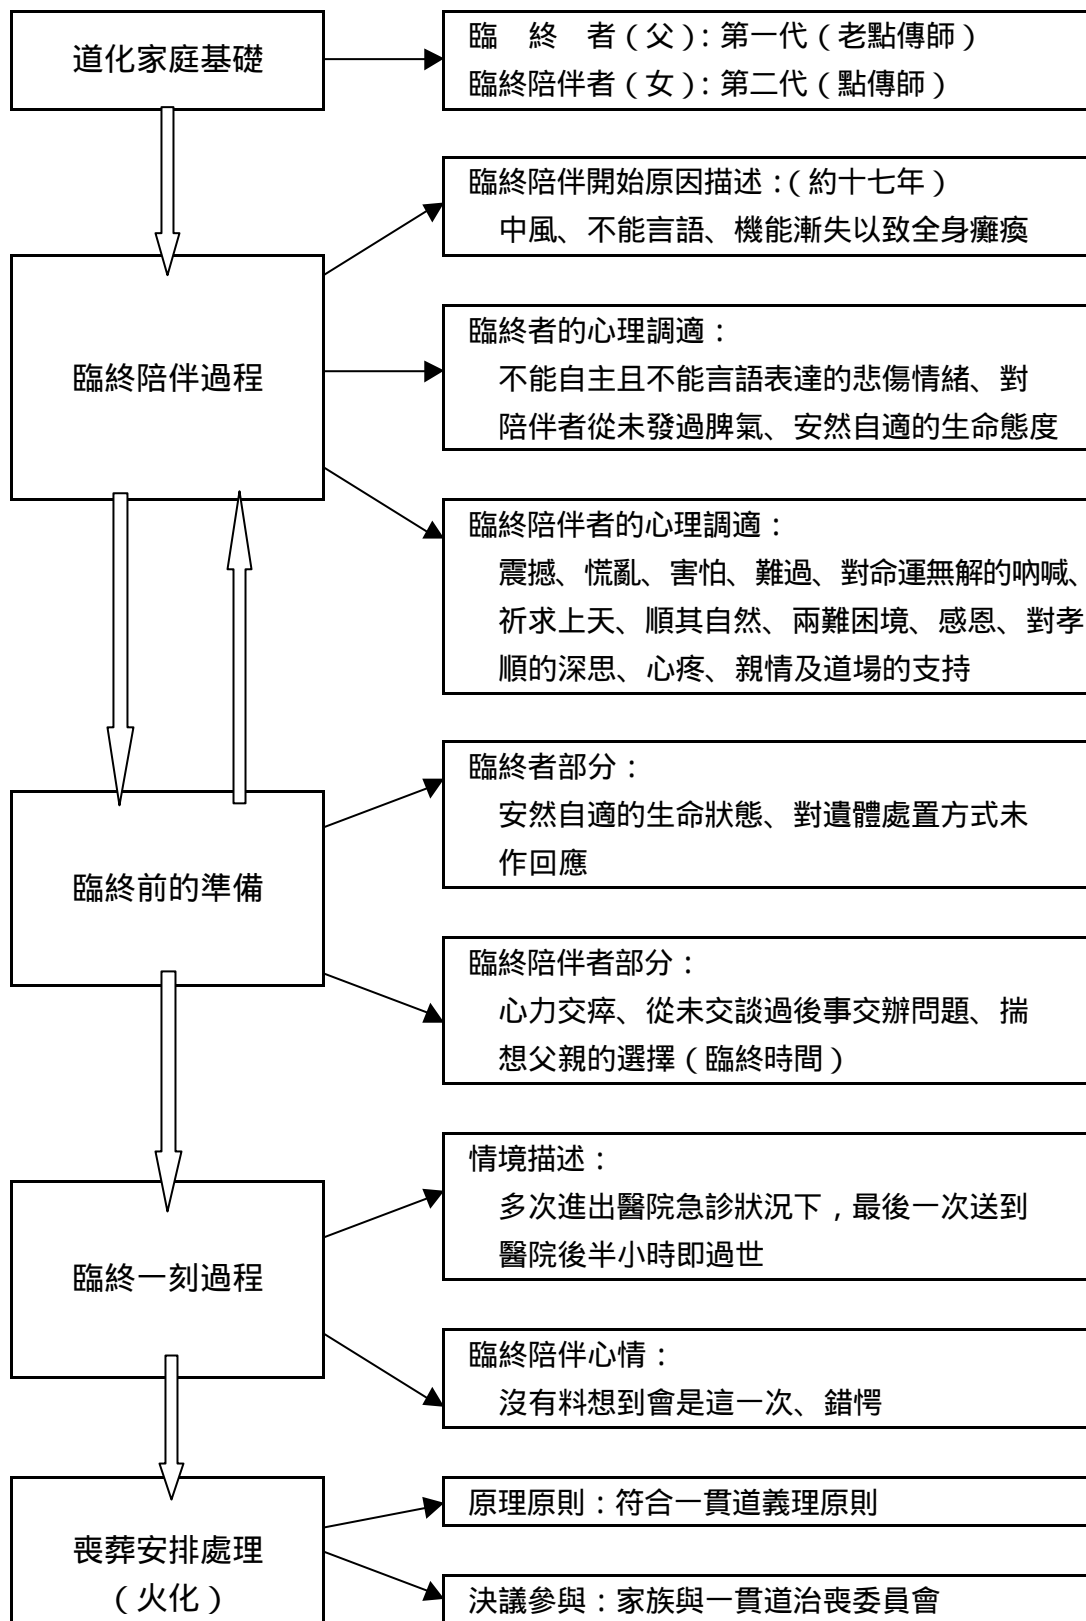 道化家庭基礎
臨　終　者（父）：第一代（老點傳師）
臨終陪伴者（女）：第二代（點傳師）
臨終陪伴過程
臨終陪伴開始原因描述：（約十七年）
中風、不能言語、機能漸失以致全身癱瘓
臨終者的心理調適：
不能自主且不能言語表達的悲傷情緒、對
陪伴者從未發過脾氣、安然自適的生命態度
臨終陪伴者的心理調適：
震撼、慌亂、害怕、難過、對命運無解的吶喊、
祈求上天、順其自然、兩難困境、感恩、對孝
順的深思、心疼、親情及道場的支持
臨終前的準備
臨終者部分：
安然自適的生命狀態、對遺體處置方式未
作回應
臨終陪伴者部分：
心力交瘁、從未交談過後事交辦問題、揣
想父親的選擇（臨終時間）
臨終一刻過程
情境描述：
多次進出醫院急診狀況下，最後一次送到
醫院後半小時即過世
臨終陪伴心情：
沒有料想到會是這一次、錯愕
喪葬安排處理
（火化）
原理原則：符合一貫道義理原則
決議參與：家族與一貫道治喪委員會